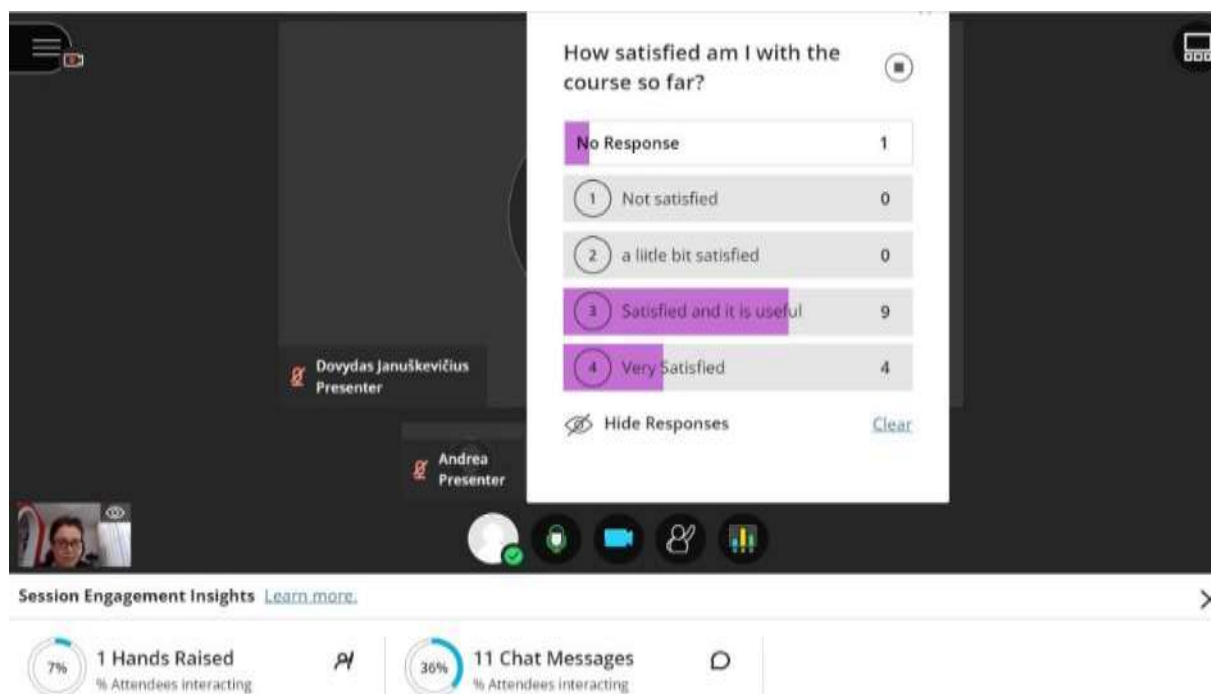 How satisfied am I with the
course so far?
No Response 1
1 Not satisfied 0
2 a liitle bit satisfied 0
3 Satisfied and it is useful 9
4 Very Satisfied 4
Hide Responses Clear
Dovydas Januškevičius
Presenter
Andrea
Presenter
Session Engagement Insights Learn more.
7% 1 Hands Raised
% Attendees interacting
36% 11 Chat Messages
% Attendees interacting